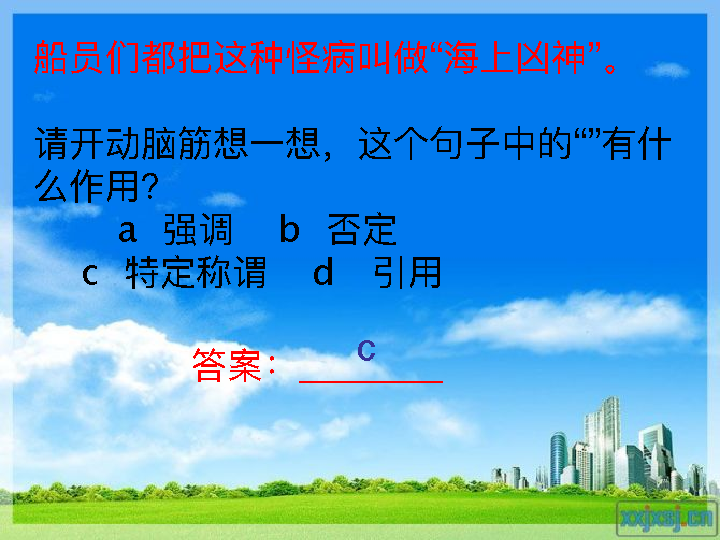 船员们都把这种怪病叫做“海上凶神”。
请开动脑筋想一想，这个句子中的“”有什
么作用？
a 强调 b 否定
c 特定称谓 d 引用
c
答案：________
xxjxsj.cn